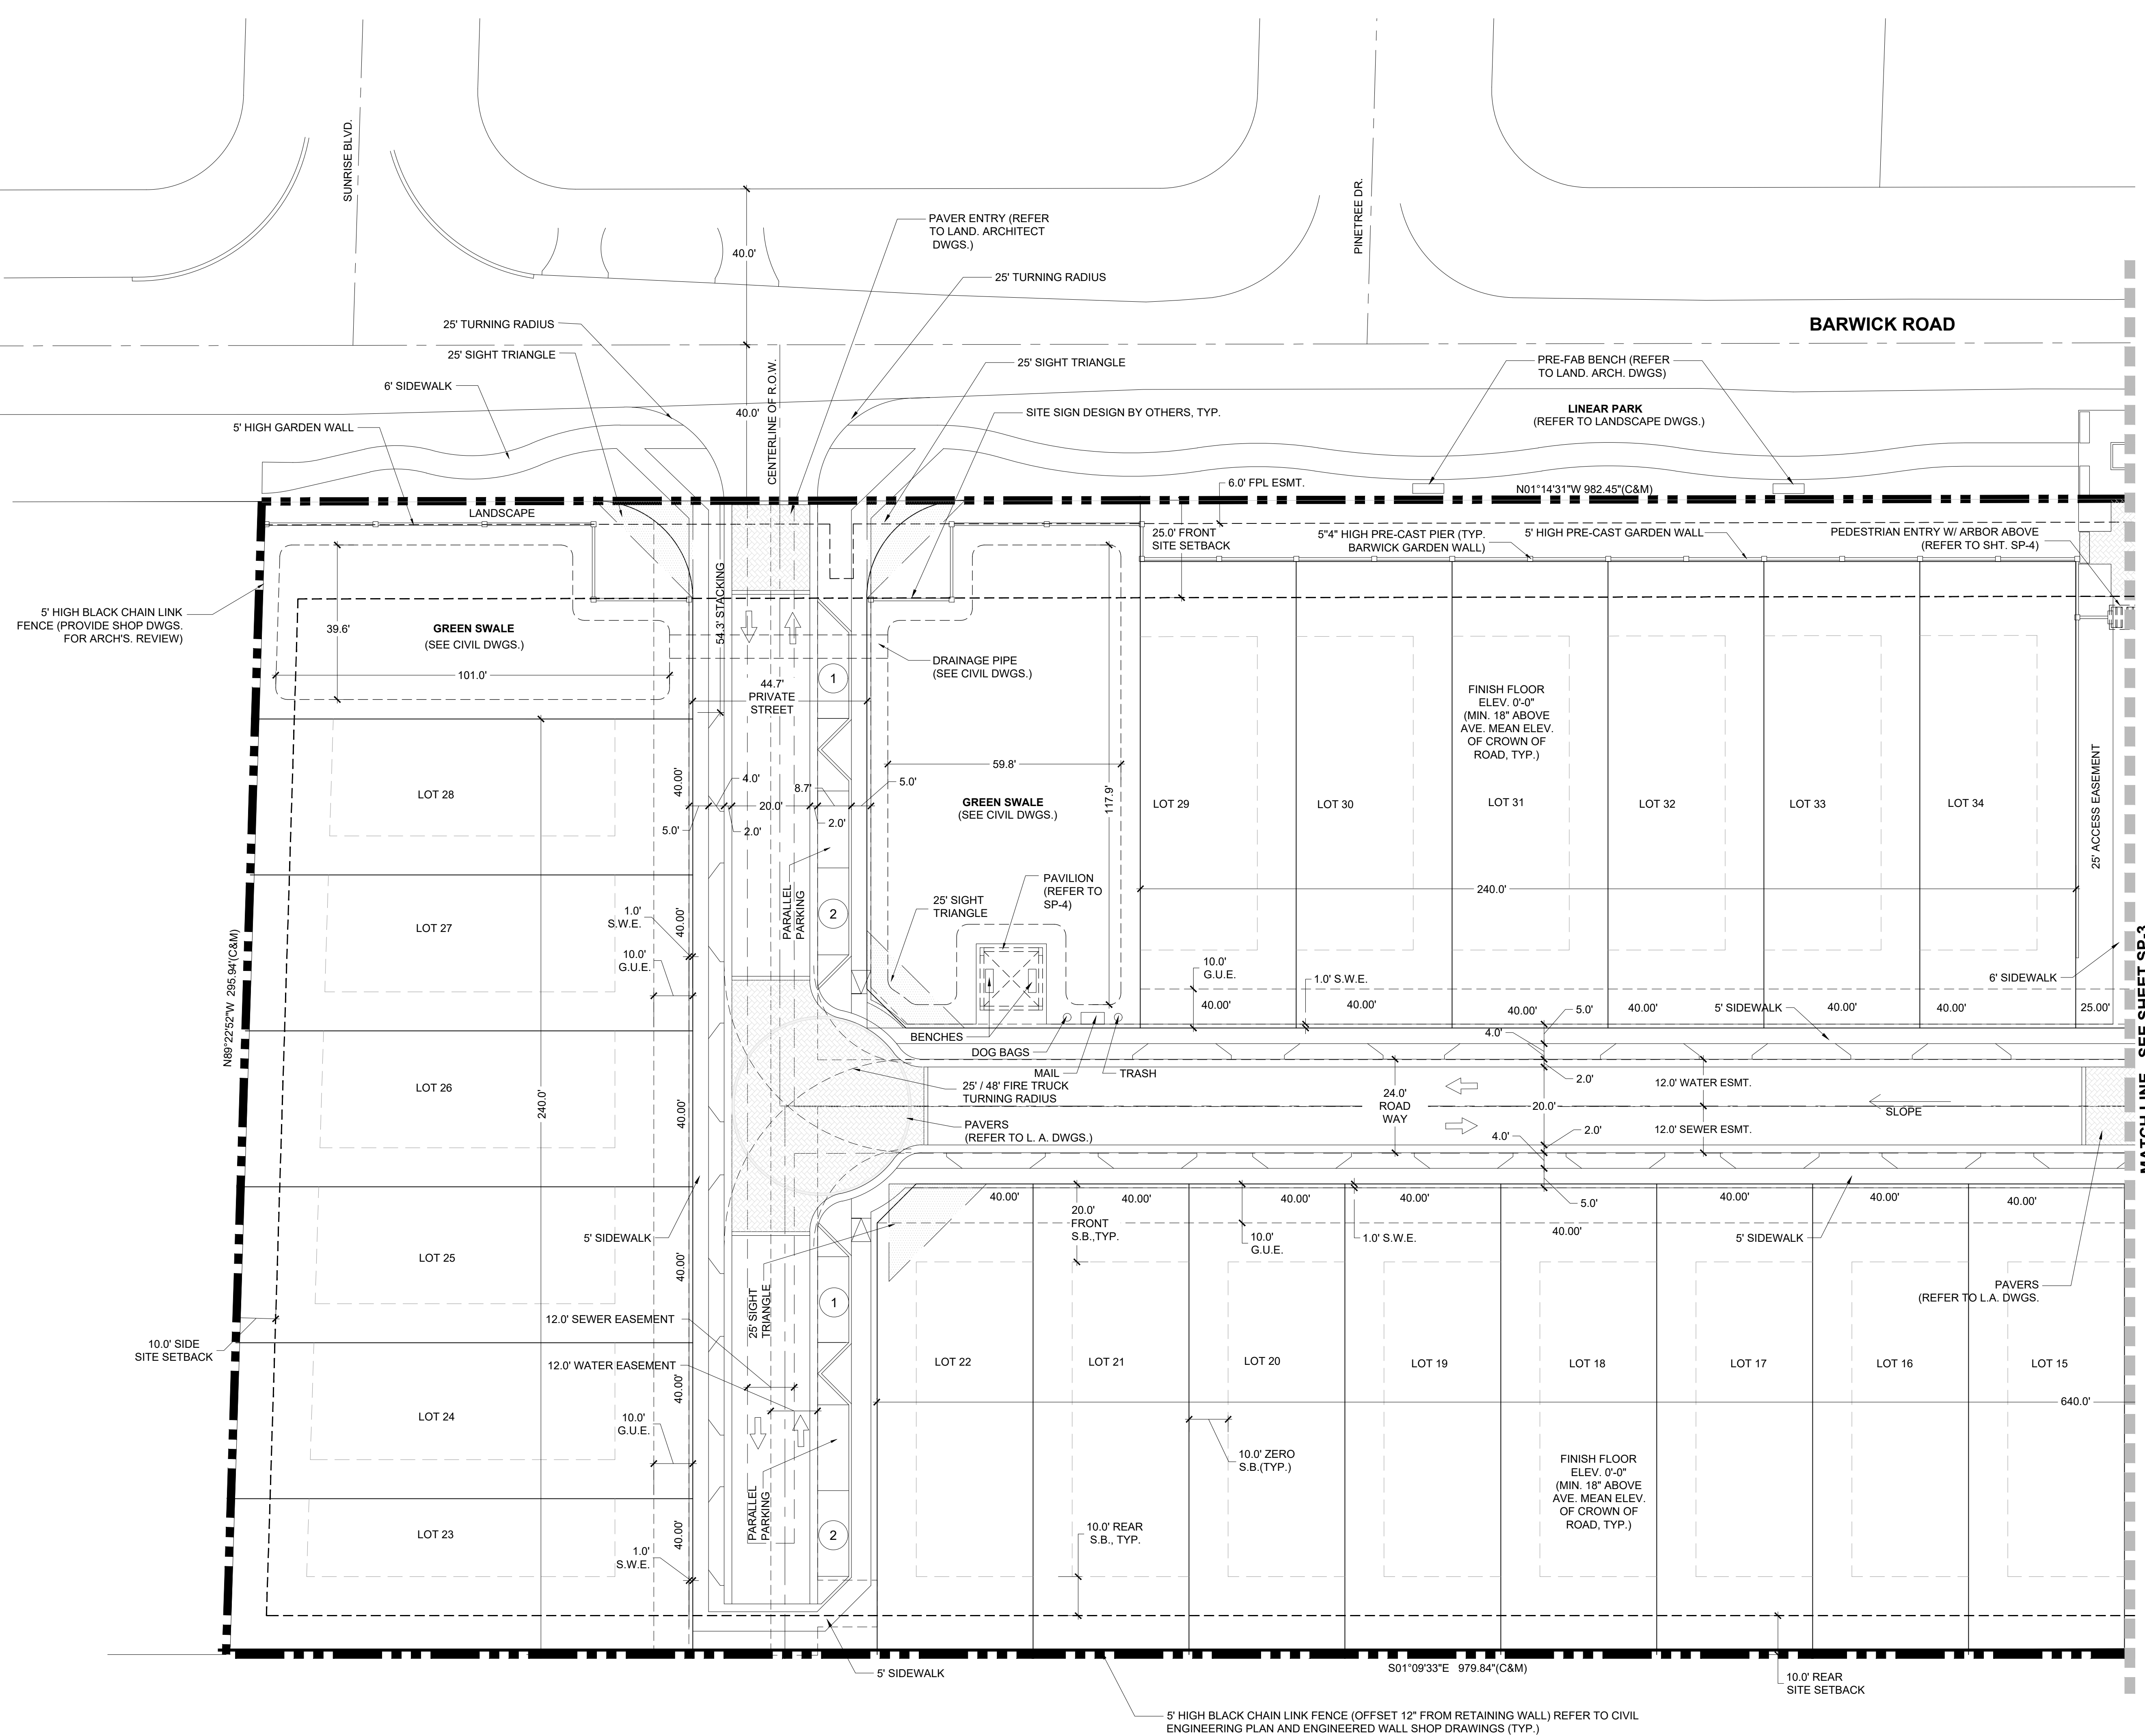 SUNRISE BLVD.
PINETREE DR.
PAVER ENTRY (REFER
TO LAND. ARCHITECT
DWGS.)
40.0'
25' TURNING RADIUS
BARWICK ROAD
25' TURNING RADIUS
25' SIGHT TRIANGLE
25' SIGHT TRIANGLE
PRE-FAB BENCH (REFER
TO LAND. ARCH. DWGS)
6' SIDEWALK
CENTERLINE OF R.O.W.
40.0'
SITE SIGN DESIGN BY OTHERS, TYP.
LINEAR PARK
(REFER TO LANDSCAPE DWGS.)
5' HIGH GARDEN WALL
6.0' FPL ESMT.
N01°14'31"W 982.45"(C&M)
LANDSCAPE
25.0' FRONT
SITE SETBACK
5"4" HIGH PRE-CAST PIER (TYP.
BARWICK GARDEN WALL)
5' HIGH PRE-CAST GARDEN WALL
PEDESTRIAN ENTRY W/ ARBOR ABOVE
(REFER TO SHT. SP-4)
5' HIGH BLACK CHAIN LINK
FENCE (PROVIDE SHOP DWGS.
FOR ARCH'S. REVIEW)
39.6'
GREEN SWALE
(SEE CIVIL DWGS.)
101.0'
54.3' STACKING
44.7'
PRIVATE
STREET
1
DRAINAGE PIPE
(SEE CIVIL DWGS.)
FINISH FLOOR
ELEV. 0'-0"
(MIN. 18" ABOVE
AVE. MEAN ELEV.
OF CROWN OF
ROAD, TYP.)
59.8'
117.9'
GREEN SWALE
(SEE CIVIL DWGS.)
LOT 28
40.00'
4.0'
20.0'
8.7'
5.0'
5.0'
2.0'
2.0'
LOT 29
LOT 30
LOT 31
LOT 32
LOT 33
LOT 34
25' ACCESS EASEMENT
240.0'
PAVILION
(REFER TO
SP-4)
25' SIGHT
TRIANGLE
PARALLEL
PARKING
2
LOT 27
40.00'
1.0'
S.W.E.
10.0'
G.U.E.
N89°22'52"W 295.94'(C&M)
10.0'
G.U.E.
1.0' S.W.E.
6' SIDEWALK
MATCH LINE - SEE SHEET SP-3
40.00'
40.00'
40.00'
40.00'
40.00'
40.00'
25.00'
5.0'
5' SIDEWALK
4.0'
BENCHES
DOG BAGS
MAIL
TRASH
25' / 48' FIRE TRUCK
TURNING RADIUS
PAVERS
(REFER TO L. A. DWGS.)
LOT 26
40.00'
240.0'
24.0'
ROAD
WAY
2.0'
20.0'
12.0' WATER ESMT.
SLOPE
12.0' SEWER ESMT.
2.0'
4.0'
40.00'
40.00'
40.00'
40.00'
40.00'
40.00'
40.00'
40.00'
5.0'
20.0'
FRONT
S.B.,TYP.
10.0'
G.U.E.
1.0' S.W.E.
5' SIDEWALK
5' SIDEWALK
LOT 25
40.00'
PAVERS
(REFER TO L.A. DWGS.
25' SIGHT
TRIANGLE
1
12.0' SEWER EASEMENT
10.0' SIDE
SITE SETBACK
12.0' WATER EASEMENT
LOT 22
LOT 21
LOT 20
LOT 19
LOT 18
LOT 17
LOT 16
LOT 15
640.0'
LOT 24
40.00'
10.0'
G.U.E.
10.0' ZERO
S.B.(TYP.)
FINISH FLOOR
ELEV. 0'-0"
(MIN. 18" ABOVE
AVE. MEAN ELEV.
OF CROWN OF
ROAD, TYP.)
PARALLEL
PARKING
2
LOT 23
40.00'
1.0'
S.W.E.
10.0' REAR
S.B., TYP.
5' SIDEWALK
S01°09'33"E 979.84"(C&M)
10.0' REAR
SITE SETBACK
5' HIGH BLACK CHAIN LINK FENCE (OFFSET 12" FROM RETAINING WALL) REFER TO CIVIL
ENGINEERING PLAN AND ENGINEERED WALL SHOP DRAWINGS (TYP.)